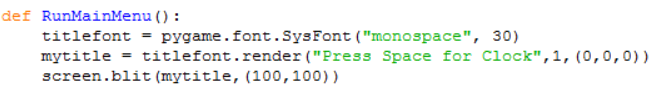 def RunMainMenu():
    titlefont = pygame.font.SysFont("monospace", 30)
    mytitle = titlefont.render("Press Space for Clock",1,(0,0,0))
    screen.blit(mytitle,(100,100))